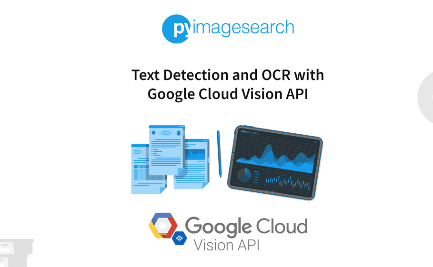 pyimagesearch
Text Detection and OCR with
Google Cloud Vision API
Google Cloud
Vision API